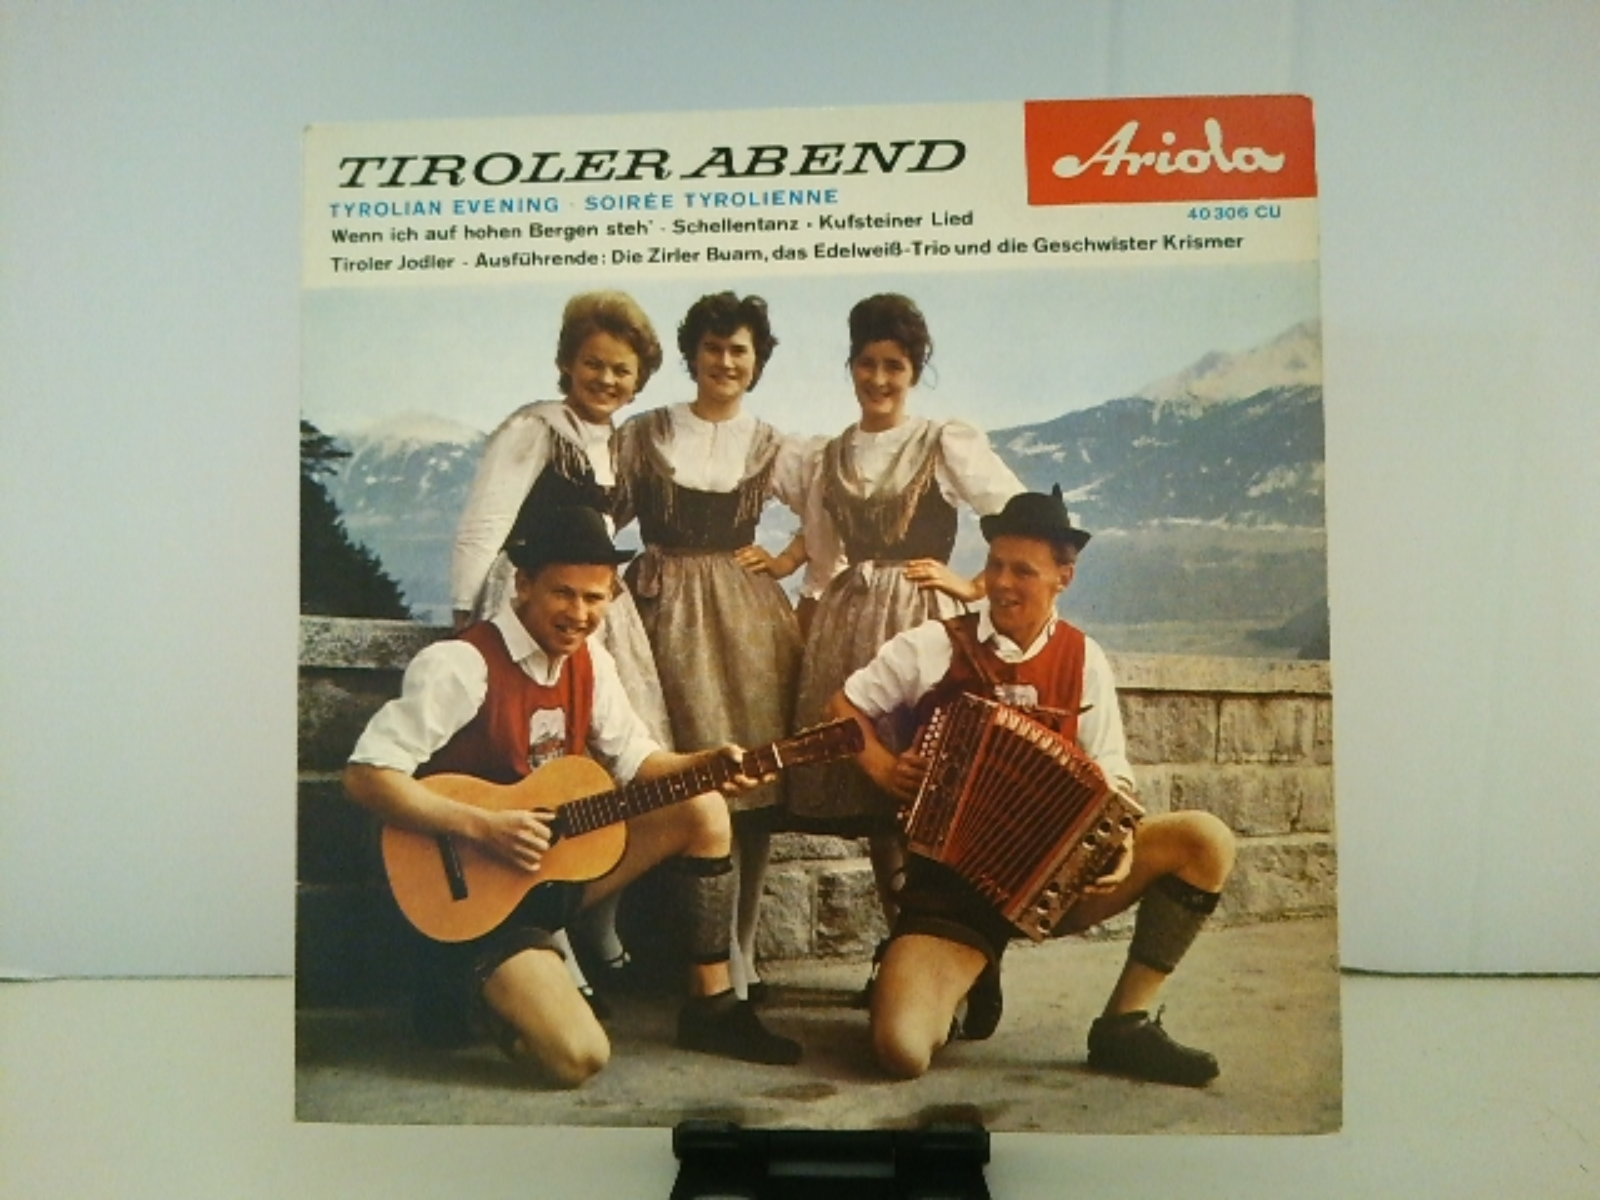 TIROLER ABEND
Ariola
TYROLIAN EVENING · SOIRÉE TYROLIENNE
40 306 CU
Wenn ich auf hohen Bergen steh' · Schellentanz · Kufsteiner Lied
Tiroler Jodler - Ausführende: Die Zirler Buam, das Edelweiß-Trio und die Geschwister Krismer